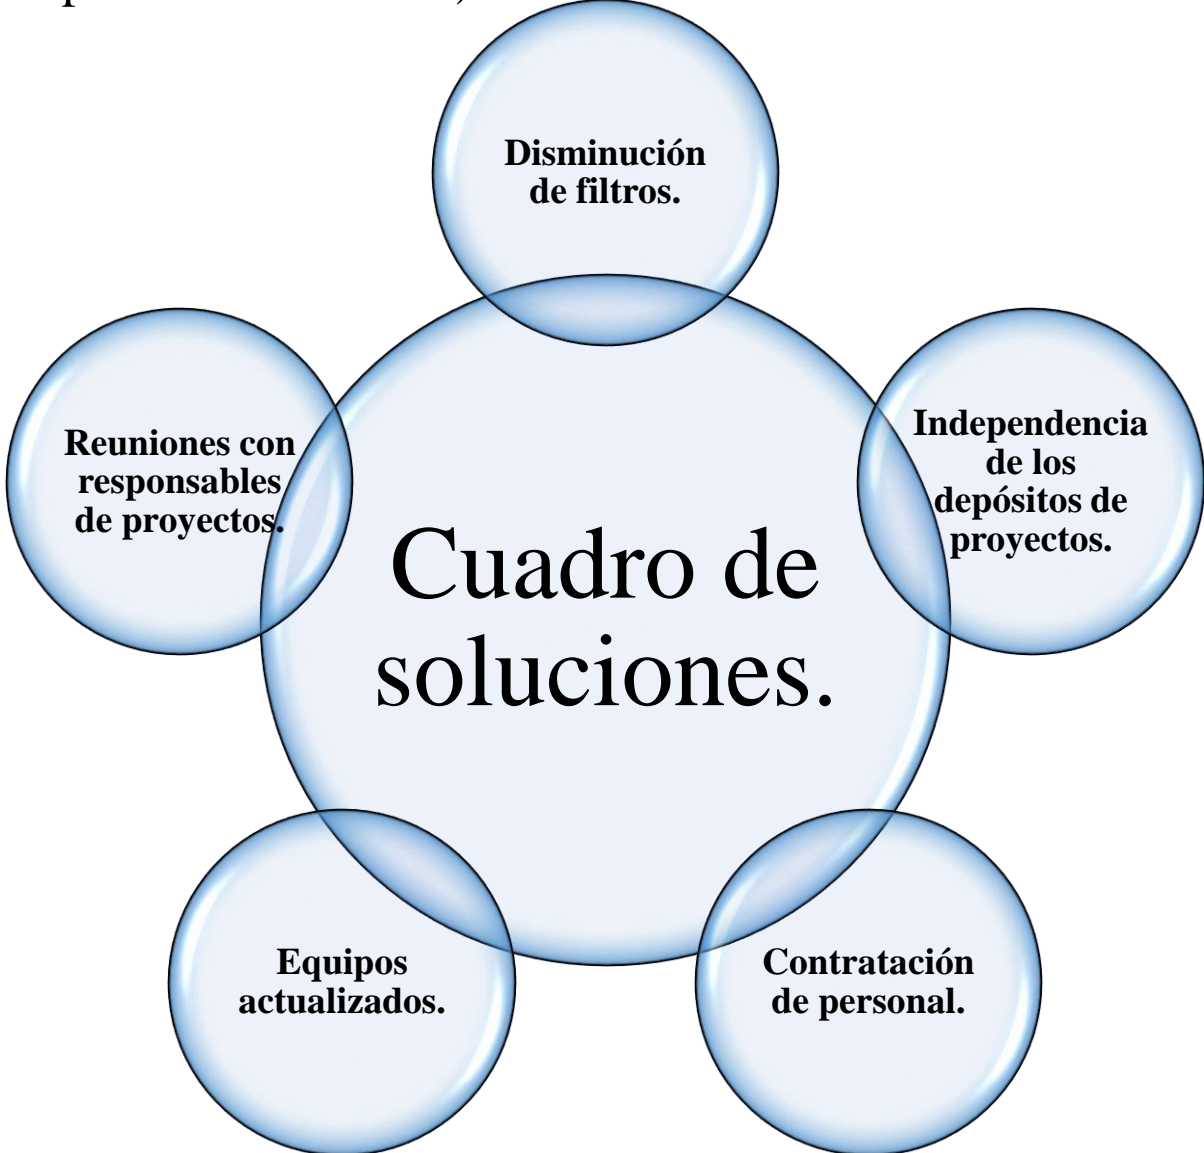 Disminución
de filtros.
Independencia
de los
depósitos de
proyectos.
Contratación
de personal.
Equipos
actualizados.
Reuniones con
responsables
de proyectos.
Cuadro de
soluciones.